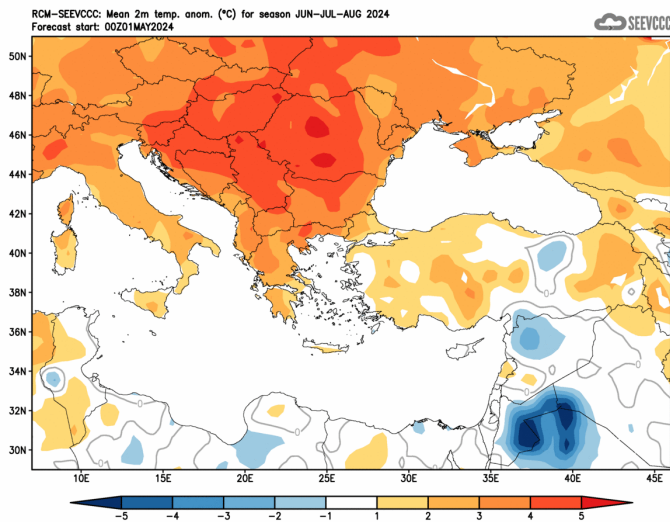 RCM-SEEVCCC: Mean 2m temp. anom. (°C) for season JUN-JUL-AUG 2024
Forecast start: 00Z01MAY2024
SEEVCCC
50N
48N
46N
44N
42N
40N
38N
36N
34N
32N
30N
10E 15E 20E 25E 30E 35E 40E 45E
-5 -4 -3 -2 -1 1 2 3 4 5